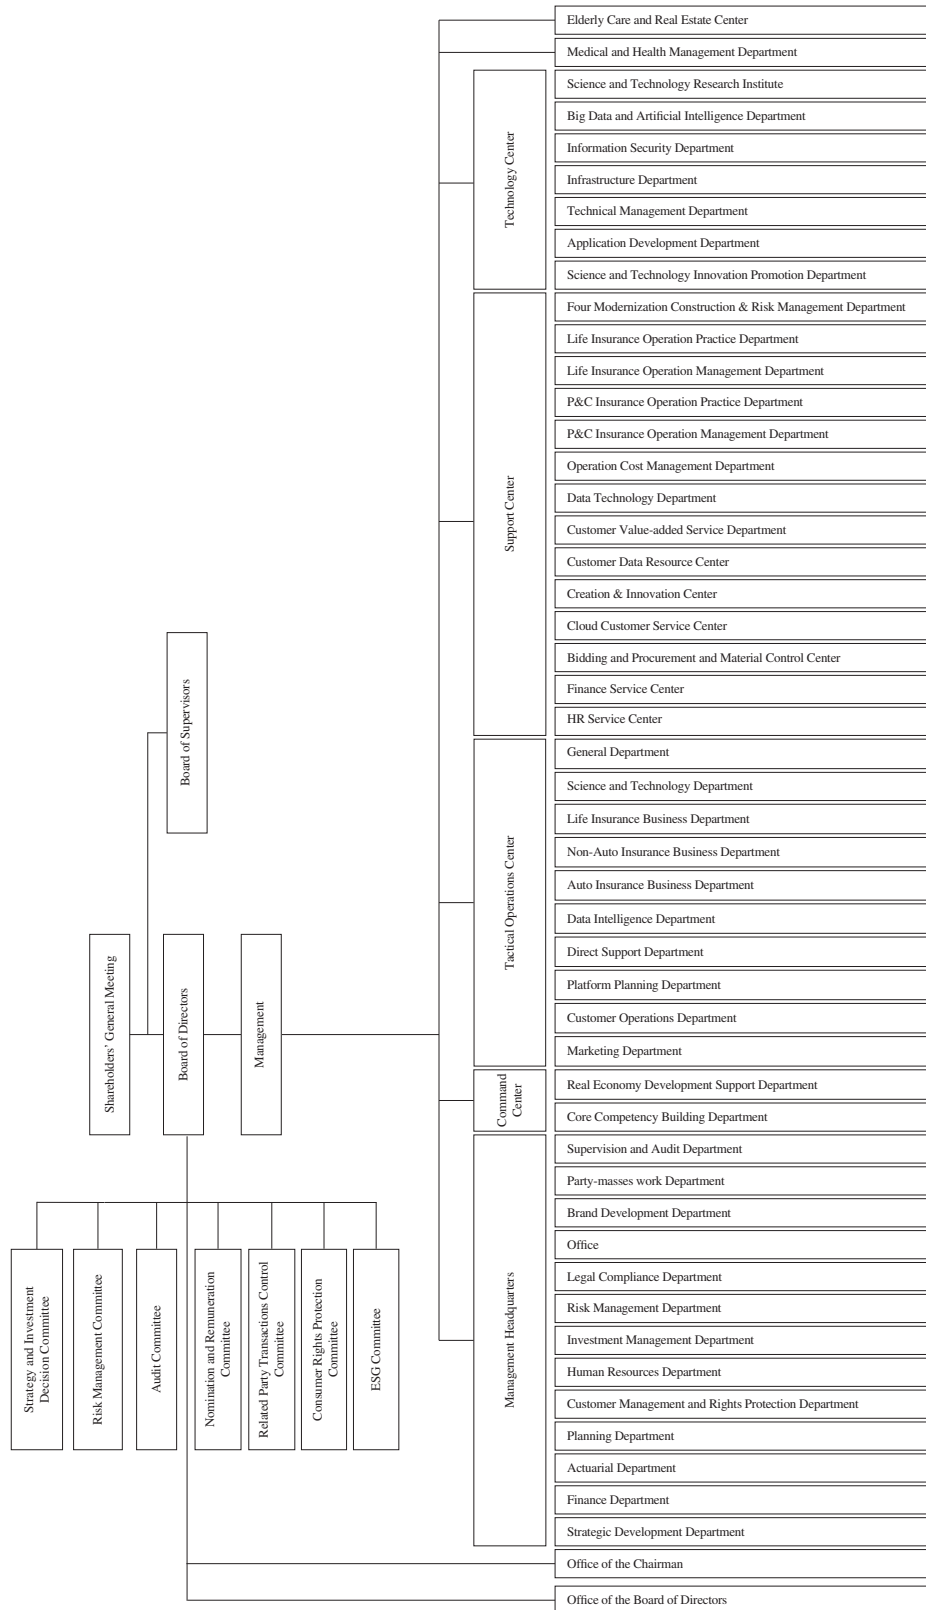 Elderly Care and Real Estate Center
Medical and Health Management Department
Technology Center
Science and Technology Research Institute
Big Data and Artificial Intelligence Department
Information Security Department
Infrastructure Department
Technical Management Department
Application Development Department
Science and Technology Innovation Promotion Department
Support Center
Four Modernization Construction & Risk Management Department
Life Insurance Operation Practice Department
Life Insurance Operation Management Department
P&C Insurance Operation Practice Department
P&C Insurance Operation Management Department
Operation Cost Management Department
Data Technology Department
Customer Value-added Service Department
Customer Data Resource Center
Creation & Innovation Center
Cloud Customer Service Center
Bidding and Procurement and Material Control Center
Finance Service Center
HR Service Center
Board of Supervisors
Tactical Operations Center
General Department
Science and Technology Department
Life Insurance Business Department
Non-Auto Insurance Business Department
Auto Insurance Business Department
Data Intelligence Department
Direct Support Department
Platform Planning Department
Customer Operations Department
Marketing Department
Shareholders’ General Meeting
Board of Directors
Management
Command
Center
Real Economy Development Support Department
Core Competency Building Department
Management Headquarters
Supervision and Audit Department
Party-masses work Department
Brand Development Department
Office
Legal Compliance Department
Risk Management Department
Investment Management Department
Human Resources Department
Customer Management and Rights Protection Department
Planning Department
Actuarial Department
Finance Department
Strategic Development Department
Strategy and Investment
Decision Committee
Risk Management Committee
Audit Committee
Nomination and Remuneration
Committee
Related Party Transactions Control
Committee
Consumer Rights Protection
Committee
ESG Committee
Office of the Chairman
Office of the Board of Directors